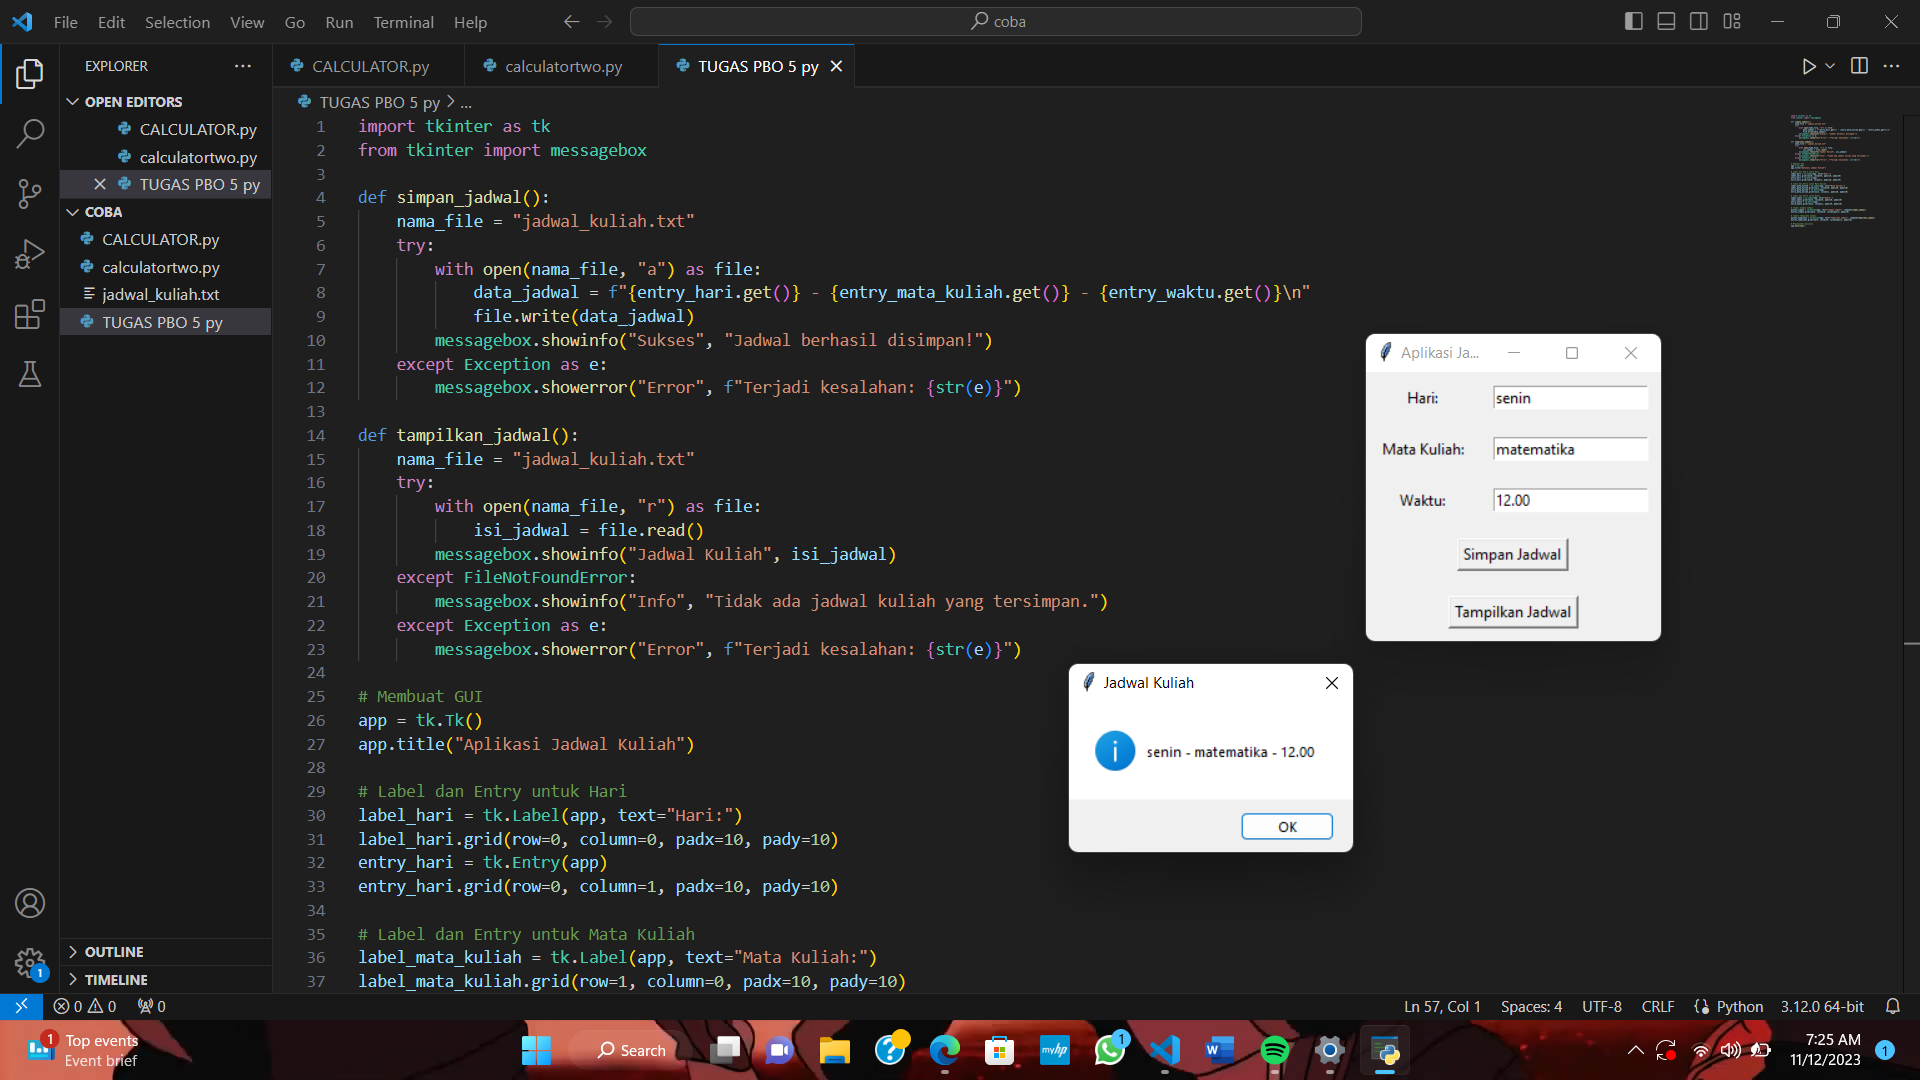 File Edit Selection View Go Run Terminal Help
coba
EXPLORER
OPEN EDITORS
CALCULATOR.py
calculatortwo.py
TUGAS PBO 5 py
COBA
CALCULATOR.py
calculatortwo.py
jadwal_kuliah.txt
TUGAS PBO 5 py
OUTLINE
TIMELINE
CALCULATOR.py calculatortwo.py TUGAS PBO 5 py
TUGAS PBO 5 py > ...
1 import tkinter as tk
2 from tkinter import messagebox
3
4 def simpan_jadwal():
5 nama_file = "jadwal_kuliah.txt"
6 try:
7 with open(nama_file, "a") as file:
8 data_jadwal = f"{entry_hari.get()} - {entry_mata_kuliah.get()} - {entry_waktu.get()}\n"
9 file.write(data_jadwal)
10 messagebox.showinfo("Sukses", "Jadwal berhasil disimpan!")
11 except Exception as e:
12 messagebox.showerror("Error", f"Terjadi kesalahan: {str(e)}")
13
14 def tampilkan_jadwal():
15 nama_file = "jadwal_kuliah.txt"
16 try:
17 with open(nama_file, "r") as file:
18 isi_jadwal = file.read()
19 messagebox.showinfo("Jadwal Kuliah", isi_jadwal)
20 except FileNotFoundError:
21 messagebox.showinfo("Info", "Tidak ada jadwal kuliah yang tersimpan.")
22 except Exception as e:
23 messagebox.showerror("Error", f"Terjadi kesalahan: {str(e)}")
24
25 # Membuat GUI
26 app = tk.Tk()
27 app.title("Aplikasi Jadwal Kuliah")
28
29 # Label dan Entry untuk Hari
30 label_hari = tk.Label(app, text="Hari:")
31 label_hari.grid(row=0, column=0, padx=10, pady=10)
32 entry_hari = tk.Entry(app)
33 entry_hari.grid(row=0, column=1, padx=10, pady=10)
34
35 # Label dan Entry untuk Mata Kuliah
36 label_mata_kuliah = tk.Label(app, text="Mata Kuliah:")
37 label_mata_kuliah.grid(row=1, column=0, padx=10, pady=10)
Aplikasi Ja...
Hari: senin
Mata Kuliah: matematika
Waktu: 12.00
Simpan Jadwal
Tampilkan Jadwal
Jadwal Kuliah
senin - matematika - 12.00
OK
1
0 0 0
Ln 57, Col 1 Spaces: 4 UTF-8 CRLF Python 3.12.0 64-bit
1 Top events
Event brief
Search
myhp
1
7:25 AM
11/12/2023
1